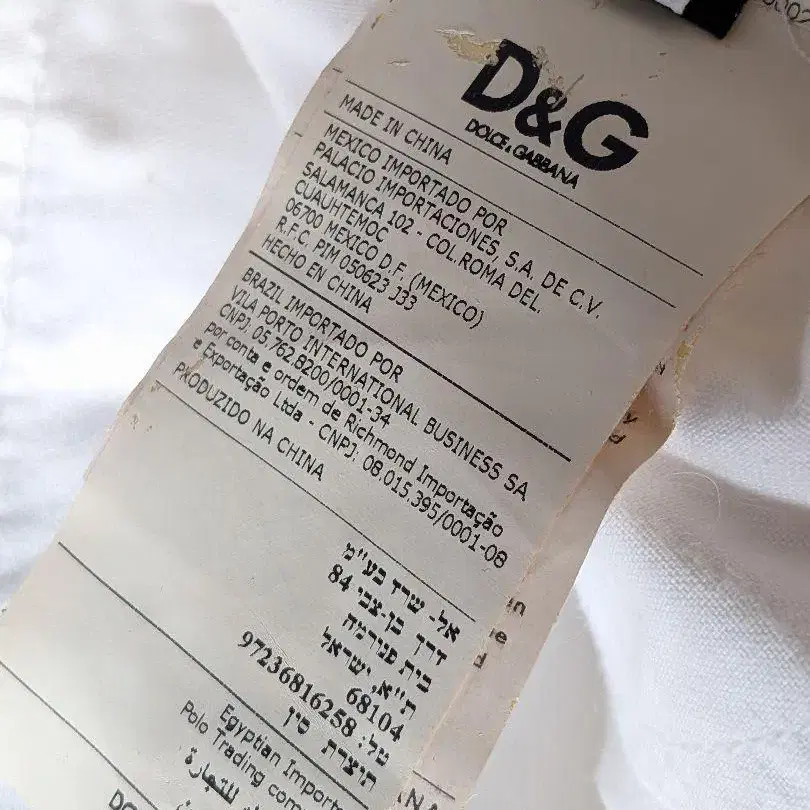 D&G
DOLCE & GABBANA
MADE IN CHINA
MEXICO IMPORTADO POR
PALACIO IMPORTACIONES, S.A. DE C.V.
SALAMANCA 102 - COL.ROMA DEL.
CUAUHTEMOC
06700 MEXICO D.F. (MEXICO)
R.F.C. PIM 050623 J33
HECHO EN CHINA
BRAZIL IMPORTADO POR
VILA PORTO INTERNATIONAL BUSINESS SA
CNPJ: 05.762.8200/0001-34
por conta e ordem de Richmond Importação
e Exportação Ltda - CNPJ: 08.015.395/0001-08
PRODUZIDO NA CHINA
אל- שרד בע"מ
דרך בן-צבי 84
בית פנורמה
ת"א, ישראל
68104
טל: 97236816258
תוצרת סין
Egyptian Import
Polo Trading com
للتجارة